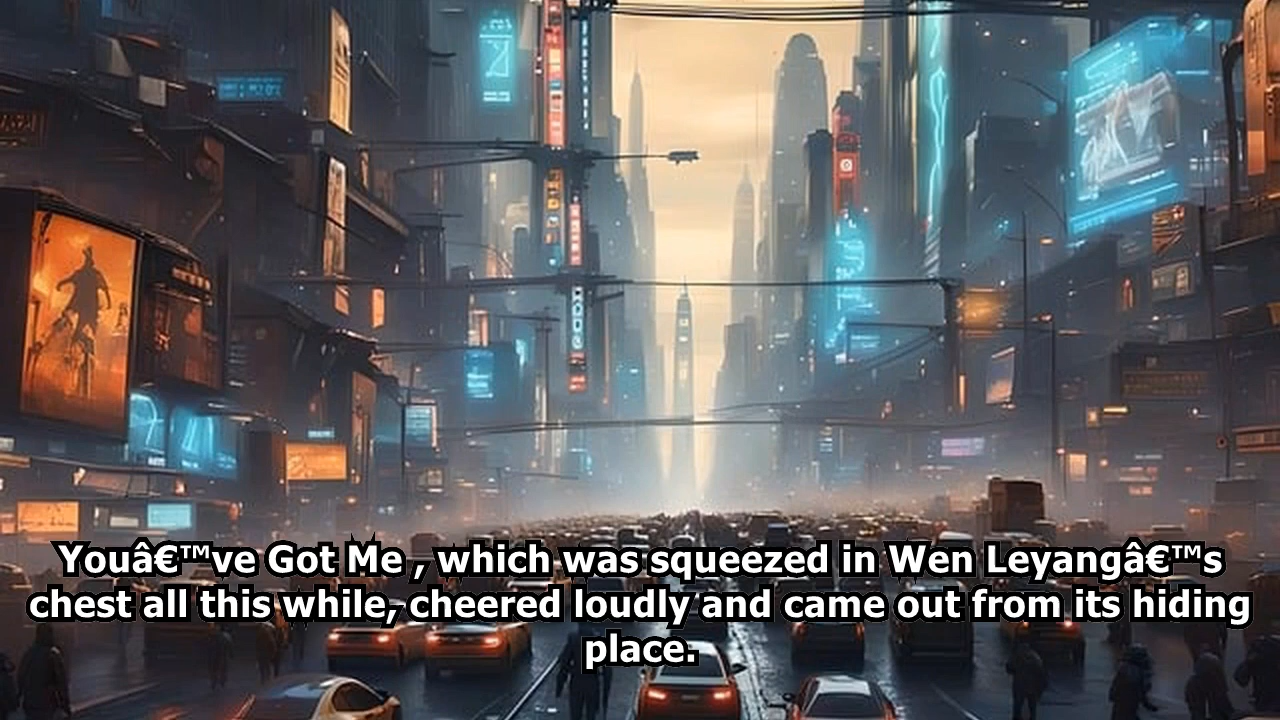 Youâ€™ve Got Me , which was squeezed in Wen Leyangâ€™s
chest all this while, cheered loudly and came out from its hiding
place.